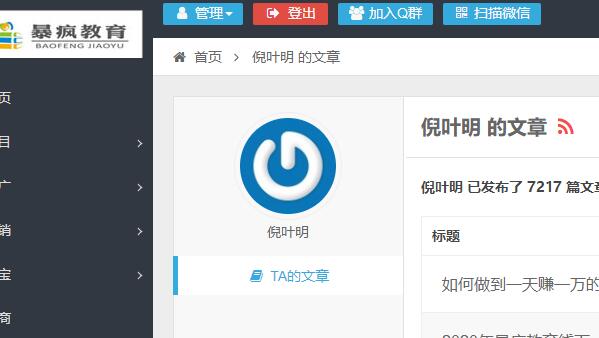 管理 登出 加入Q群 扫描微信
暴疯教育
BAOFENG JIAOYU
首页 > 倪叶明 的文章
页
目
广
销
宝
商
倪叶明
TA的文章
倪叶明 的文章
倪叶明 已发布了 7217 篇文章
标题
如何做到一天赚一万的